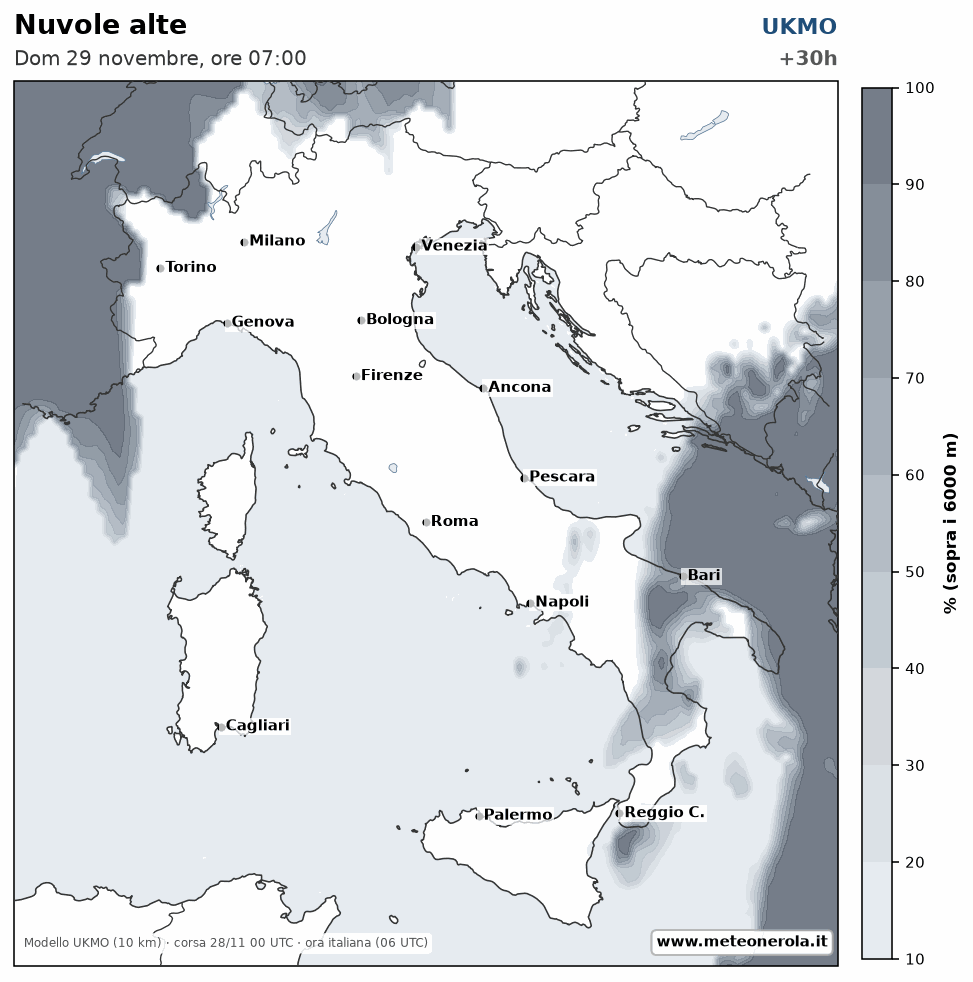 Nuvole alte
UKMO
Dom 29 novembre, ore 07:00
+30h
Milano
Venezia
Torino
Genova
Bologna
Firenze
Ancona
Pescara
Roma
Bari
Napoli
Cagliari
Palermo
Reggio C.
Modello UKMO (10 km) · corsa 28/11 00 UTC · ora italiana (06 UTC)
www.meteonerola.it
100
90
80
70
60
50
40
30
20
10
% (sopra i 6000 m)